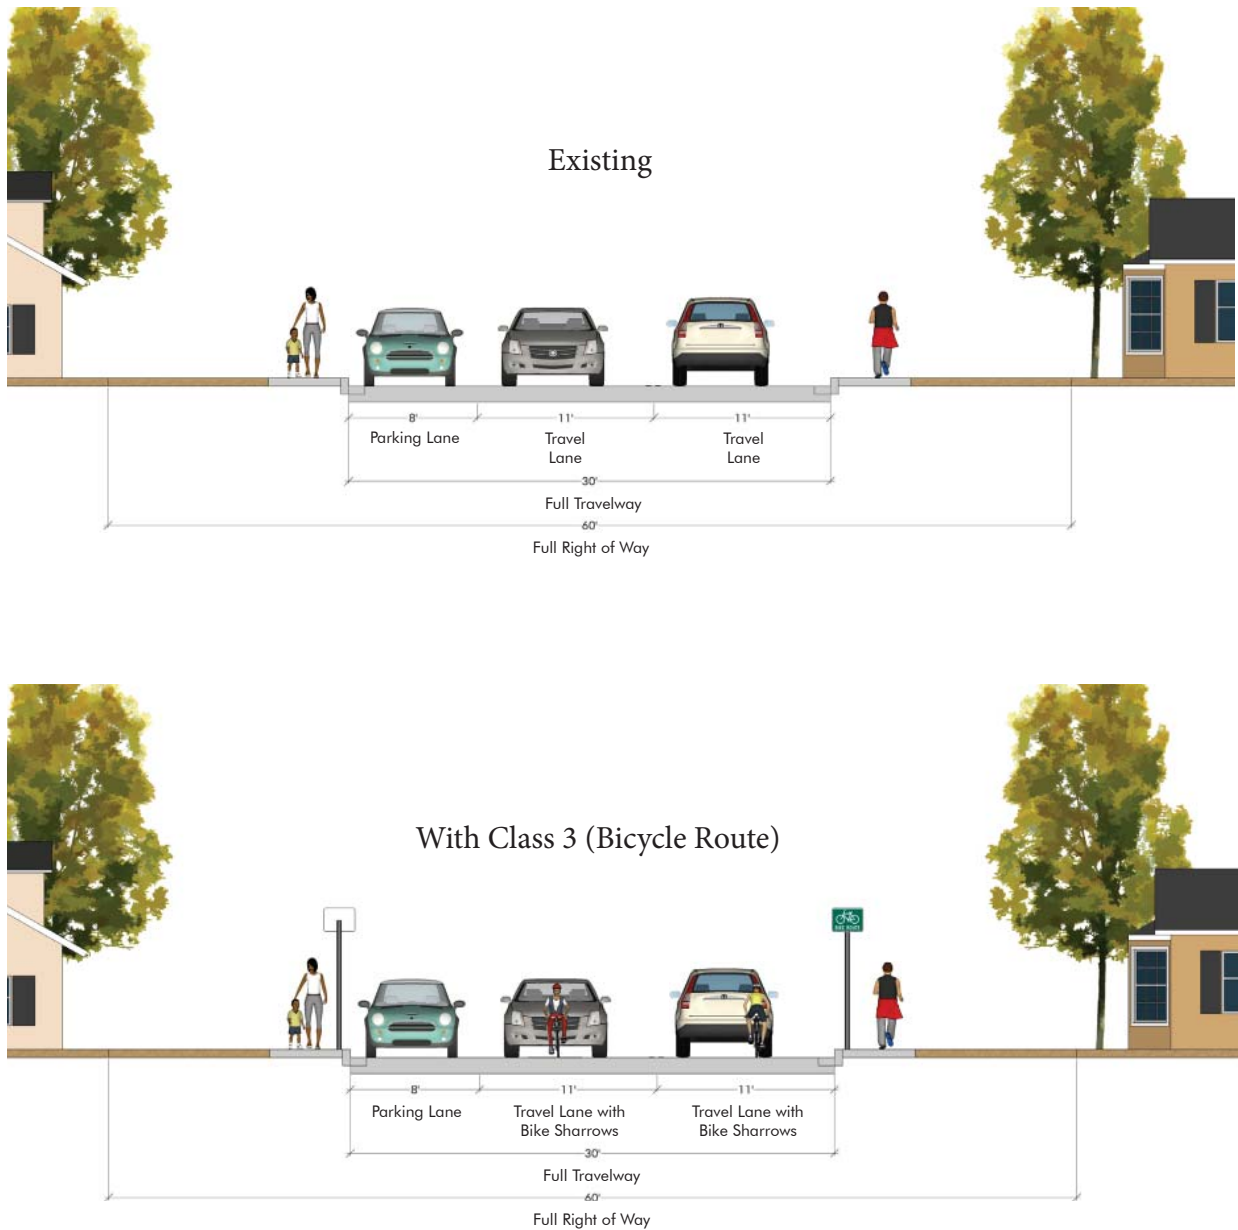 Existing
8'
11'
11'
Parking Lane
Travel
Lane
Travel
Lane
30'
Full Travelway
60'
Full Right of Way
With Class 3 (Bicycle Route)
BIKE ROUTE
8'
11'
11'
Parking Lane
Travel Lane with
Bike Sharrows
Travel Lane with
Bike Sharrows
30'
Full Travelway
60'
Full Right of Way